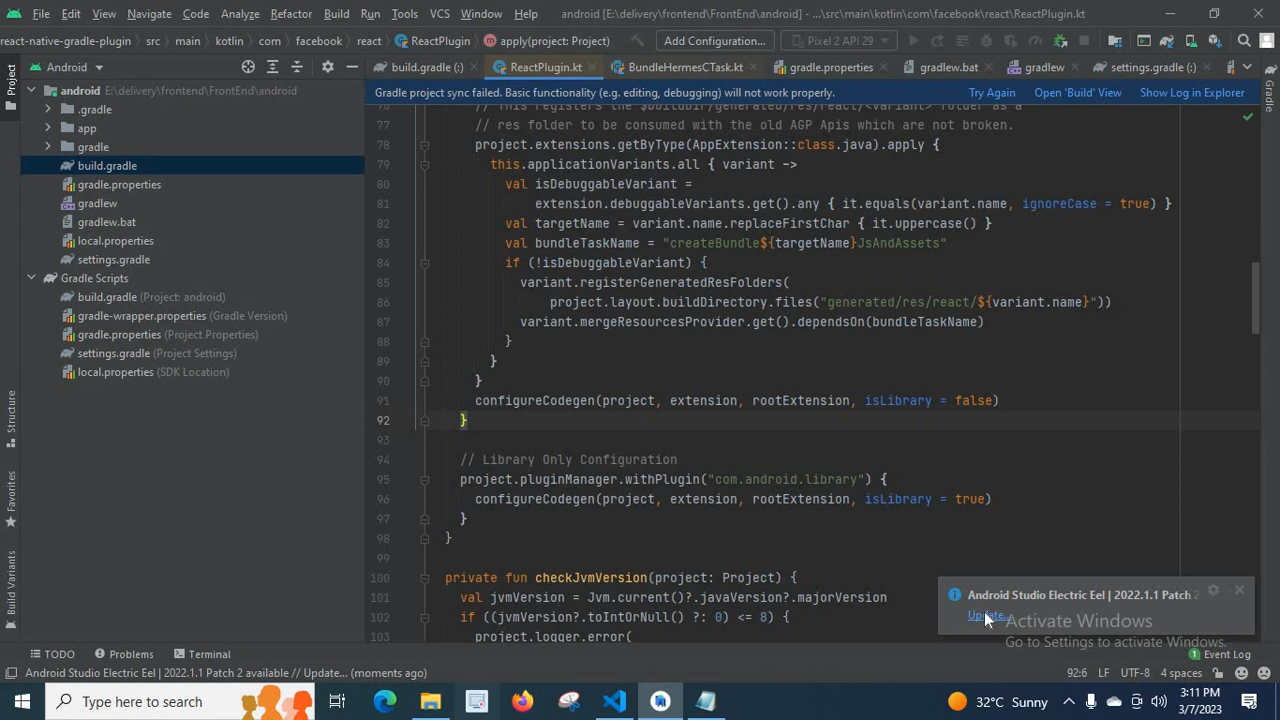 File Edit View Navigate Code Analyze Refactor Build Run Tools VCS Window Help android [E:\delivery\frontend\FrontEnd\android] - ...\src\main\kotlin\com\facebook\react\ReactPlugin.kt
react-native-gradle-plugin src main kotlin com facebook react ReactPlugin apply(project: Project) Add Configuration... Pixel 2 API 29
Android build.gradle (:) ReactPlugin.kt BundleHermesCTask.kt gradle.properties gradlew.bat gradlew settings.gradle (:)
Gradle project sync failed. Basic functionality (e.g. editing, debugging) will not work properly. Try Again Open 'Build' View Show Log in Explorer
Project
Structure
Favorites
Build Variants
Gradle
android E:\delivery\frontend\FrontEnd\android
.gradle
app
gradle
build.gradle
gradle.properties
gradlew
gradlew.bat
local.properties
settings.gradle
Gradle Scripts
build.gradle (Project: android)
gradle-wrapper.properties (Gradle Version)
gradle.properties (Project Properties)
settings.gradle (Project Settings)
local.properties (SDK Location)
76 // This registers the $buildDir/generated/res/react/<variant> folder as a
77 // res folder to be consumed with the old AGP Apis which are not broken.
78 project.extensions.getByType(AppExtension::class.java).apply {
79 this.applicationVariants.all { variant ->
80 val isDebuggableVariant =
81 extension.debuggableVariants.get().any { it.equals(variant.name, ignoreCase = true) }
82 val targetName = variant.name.replaceFirstChar { it.uppercase() }
83 val bundleTaskName = "createBundle${targetName}JsAndAssets"
84 if (!isDebuggableVariant) {
85 variant.registerGeneratedResFolders(
86 project.layout.buildDirectory.files("generated/res/react/${variant.name}"))
87 variant.mergeResourcesProvider.get().dependsOn(bundleTaskName)
88 }
89 }
90 }
91 configureCodegen(project, extension, rootExtension, isLibrary = false)
92 }
93
94 // Library Only Configuration
95 project.pluginManager.withPlugin("com.android.library") {
96 configureCodegen(project, extension, rootExtension, isLibrary = true)
97 }
98 }
99
100 private fun checkJvmVersion(project: Project) {
101 val jvmVersion = Jvm.current()?.javaVersion?.majorVersion
102 if ((jvmVersion?.toIntOrNull() ?: 0) <= 8) {
103 project.logger.error(
Android Studio Electric Eel | 2022.1.1 Patch 2
Update...
Activate Windows
Go to Settings to activate Windows.
TODO Problems Terminal 1 Event Log
Android Studio Electric Eel | 2022.1.1 Patch 2 available // Update... (moments ago) 92:6 LF UTF-8 4 spaces
Type here to search 32°C Sunny 3:11 PM
3/7/2023